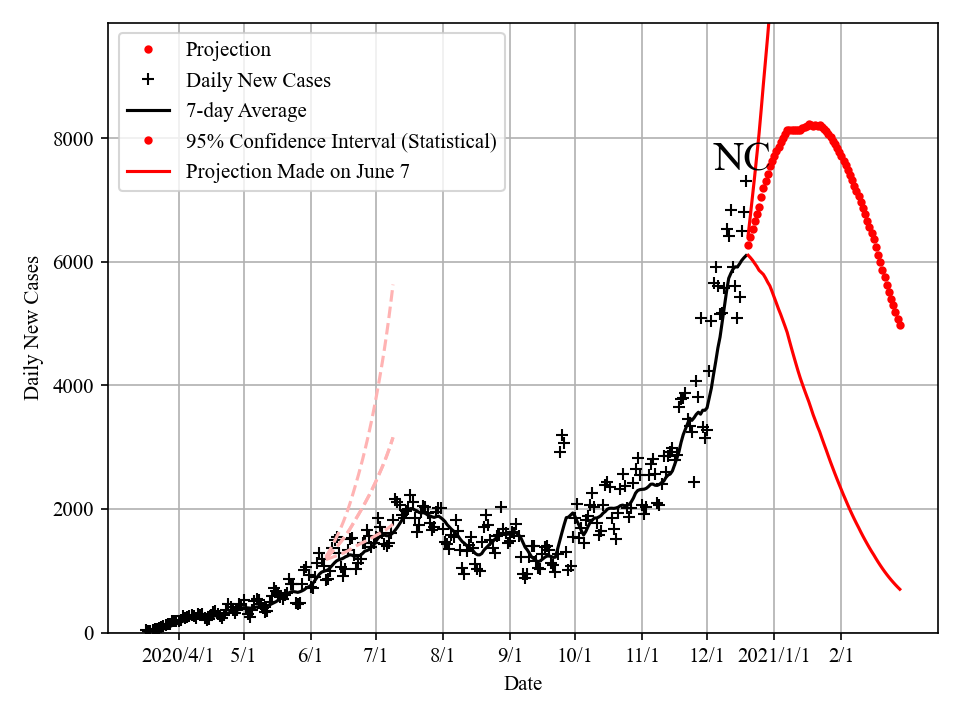 Projection
Daily New Cases
7-day Average
95% Confidence Interval (Statistical)
Projection Made on June 7
NC
8000
6000
4000
2000
0
Daily New Cases
2020/4/1 5/1 6/1 7/1 8/1 9/1 10/1 11/1 12/1 2021/1/1 2/1
Date